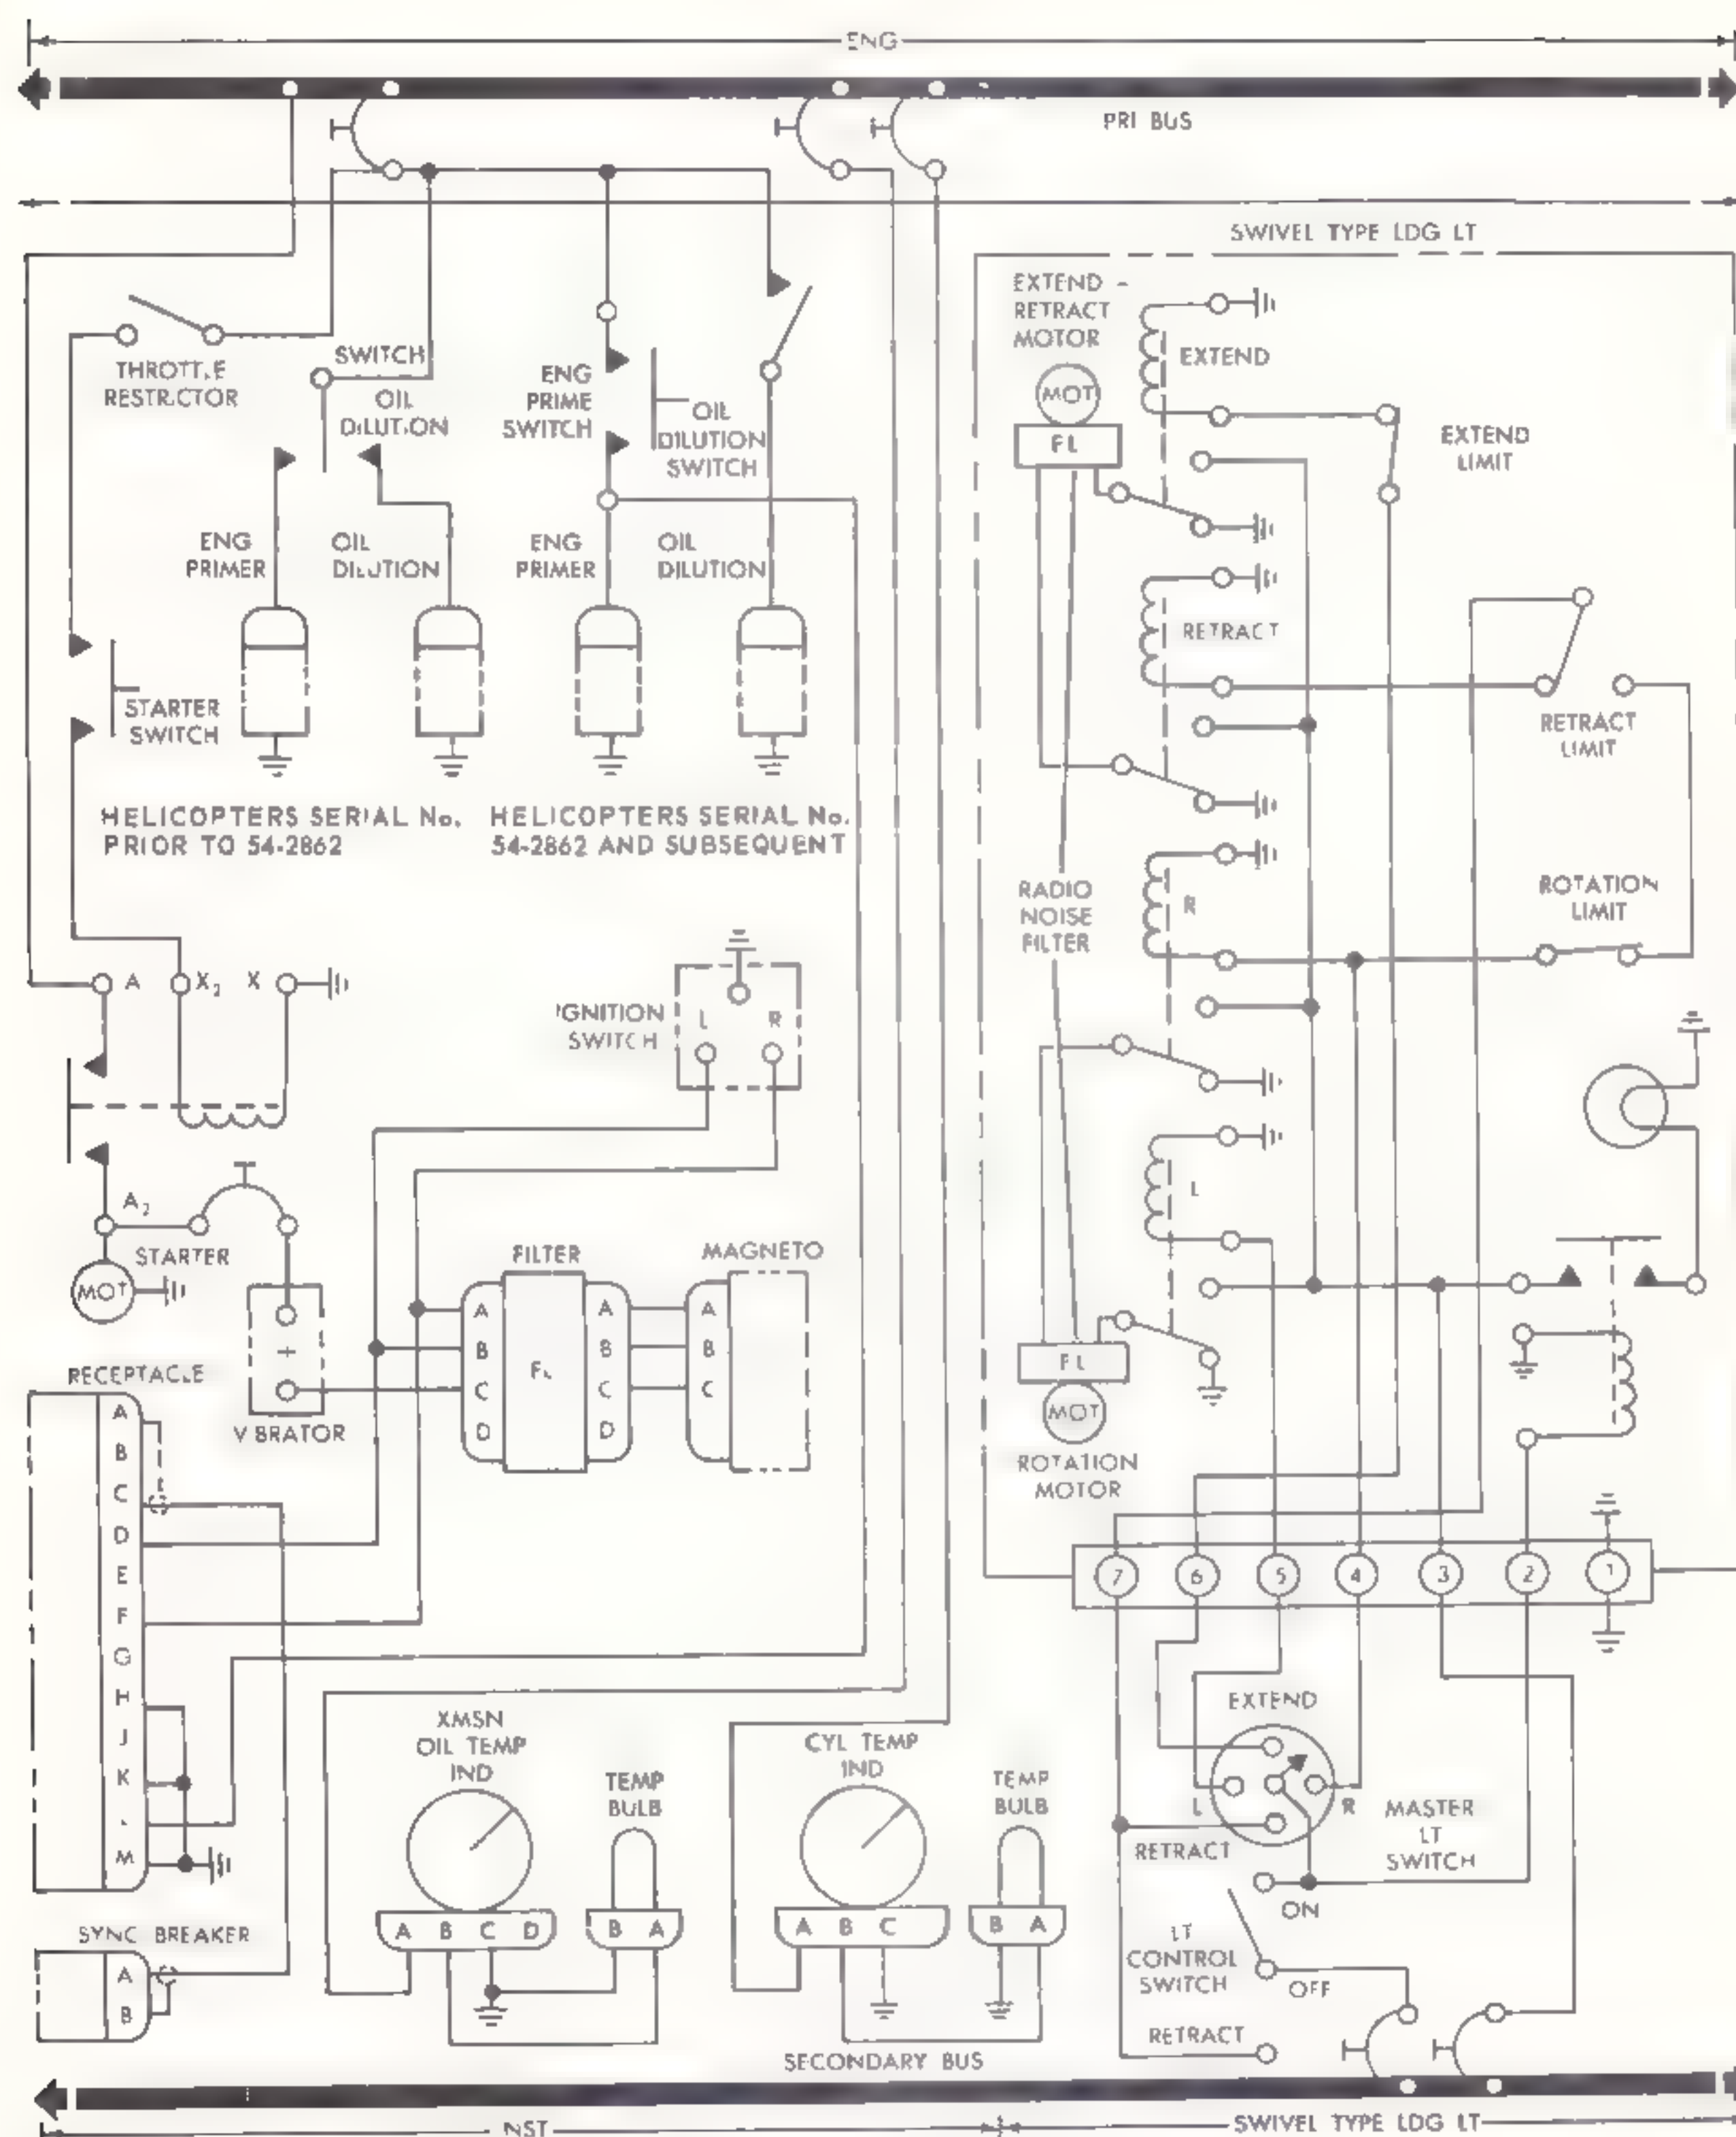 ENG
PRI BUS
SWIVEL TYPE LDG LT
EXTEND -
RETRACT
MOTOR
MOT
FL
EXTEND
EXTEND
LIMIT
THROTTLE
RESTRICTOR
SWITCH
OIL
DILUTION
ENG
PRIME
SWITCH
OIL
DILUTION
SWITCH
ENG
PRIMER
OIL
DILUTION
ENG
PRIMER
OIL
DILUTION
RETRACT
RETRACT
LIMIT
STARTER
SWITCH
HELICOPTERS SERIAL No.
PRIOR TO 54-2862
HELICOPTERS SERIAL No.
54-2862 AND SUBSEQUENT
RADIO
NOISE
FILTER
R
ROTATION
LIMIT
A X₂ X
IGNITION
SWITCH
L R
L
A₂
STARTER
MOT
FILTER
MAGNETO
A
B
C
D
FL
A
B
C
D
A
B
C
+
VIBRATOR
FL
MOT
ROTATION
MOTOR
RECEPTACLE
A
B
C
D
E
F
G
H
J
K
M
7 6 5 4 3 2 1
XMSN
OIL TEMP
IND
A B C D
TEMP
BULB
B A
CYL TEMP
IND
A B C
TEMP
BULB
B A
EXTEND
L R
RETRACT
MASTER
LT
SWITCH
ON
LT
CONTROL
SWITCH
OFF
RETRACT
SYNC BREAKER
A
B
SECONDARY BUS
NST
SWIVEL TYPE LDG LT